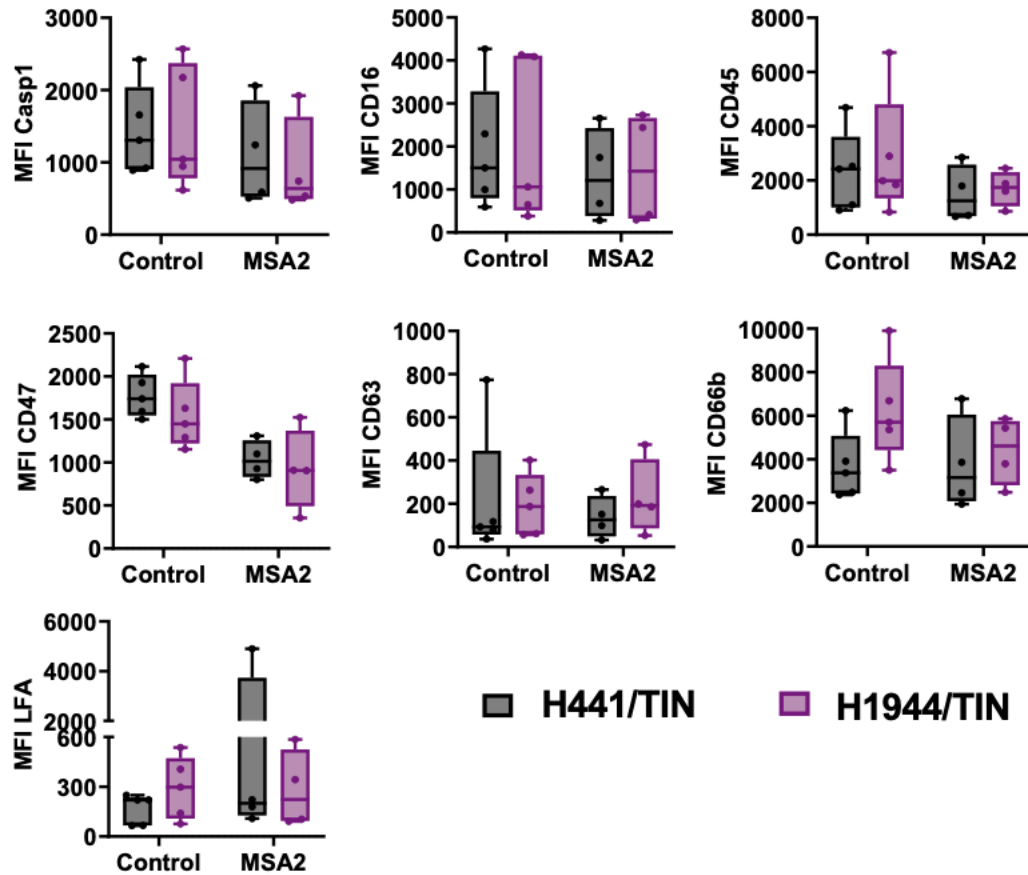 MFI Casp1
3000
2000
1000
0
Control MSA2
MFI CD16
5000
4000
3000
2000
1000
0
Control MSA2
MFI CD45
8000
6000
4000
2000
0
Control MSA2
MFI CD47
2500
2000
1500
1000
500
0
Control MSA2
MFI CD63
1000
800
600
400
200
0
Control MSA2
MFI CD66b
10000
8000
6000
4000
2000
0
Control MSA2
MFI LFA
6000
4000
2000
600
300
0
Control MSA2
H441/TIN H1944/TIN